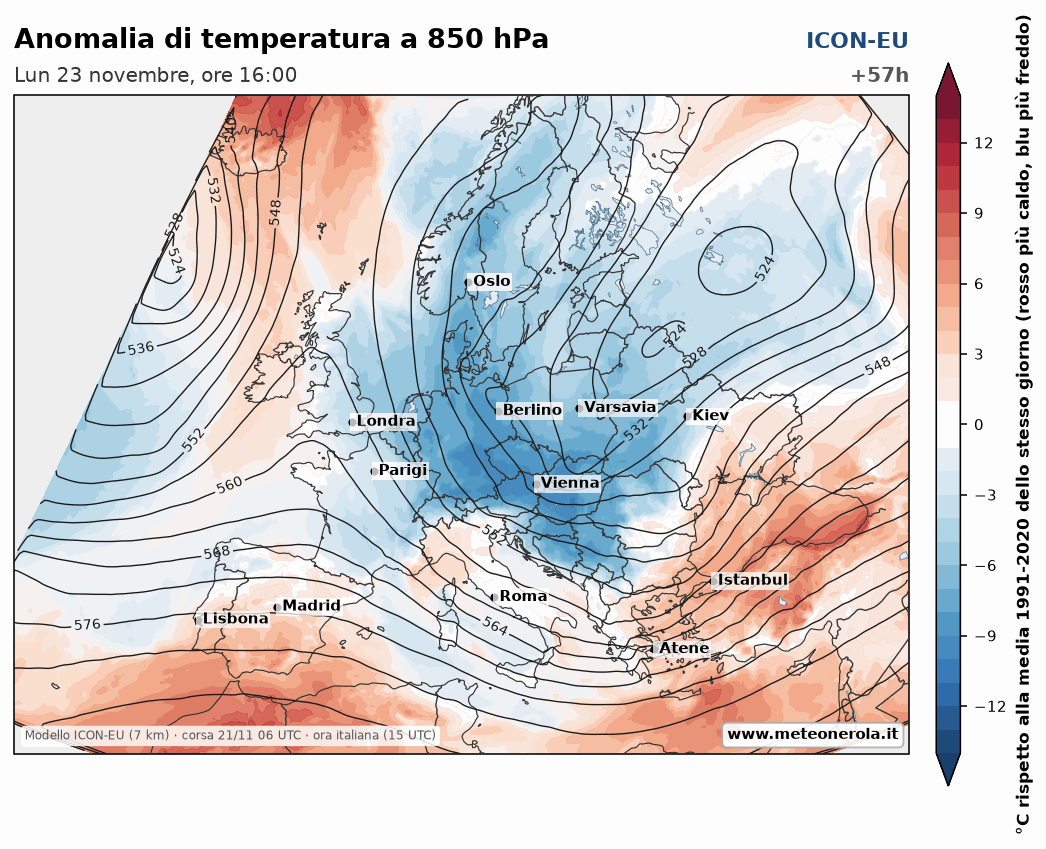 Anomalia di temperatura a 850 hPa
ICON-EU
Lun 23 novembre, ore 16:00
+57h
540
532
548
528
524
536
552
560
568
576
524
524
528
548
532
552
564
Oslo
Berlino
Varsavia
Kiev
Londra
Parigi
Vienna
Istanbul
Roma
Madrid
Lisbona
Atene
Modello ICON-EU (7 km) · corsa 21/11 06 UTC · ora italiana (15 UTC)
www.meteonerola.it
12
9
6
3
0
−3
−6
−9
−12
°C rispetto alla media 1991-2020 dello stesso giorno (rosso più caldo, blu più freddo)